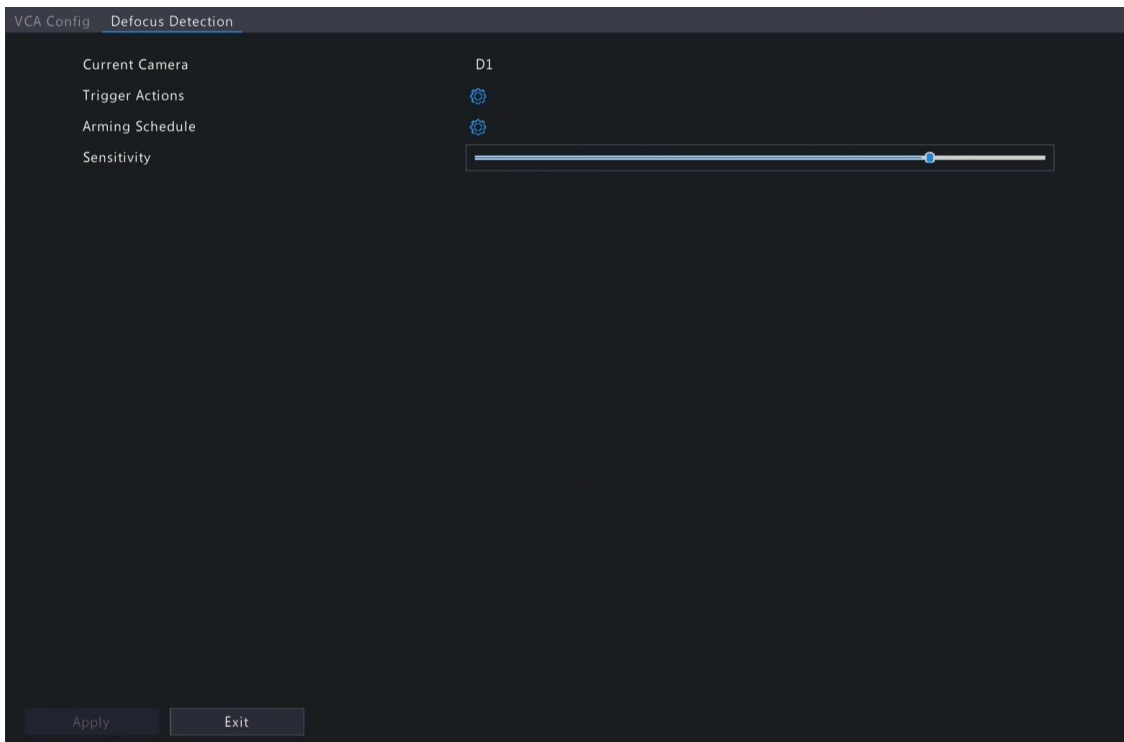 VCA Config Defocus Detection
Current Camera D1
Trigger Actions
Arming Schedule
Sensitivity
Apply Exit